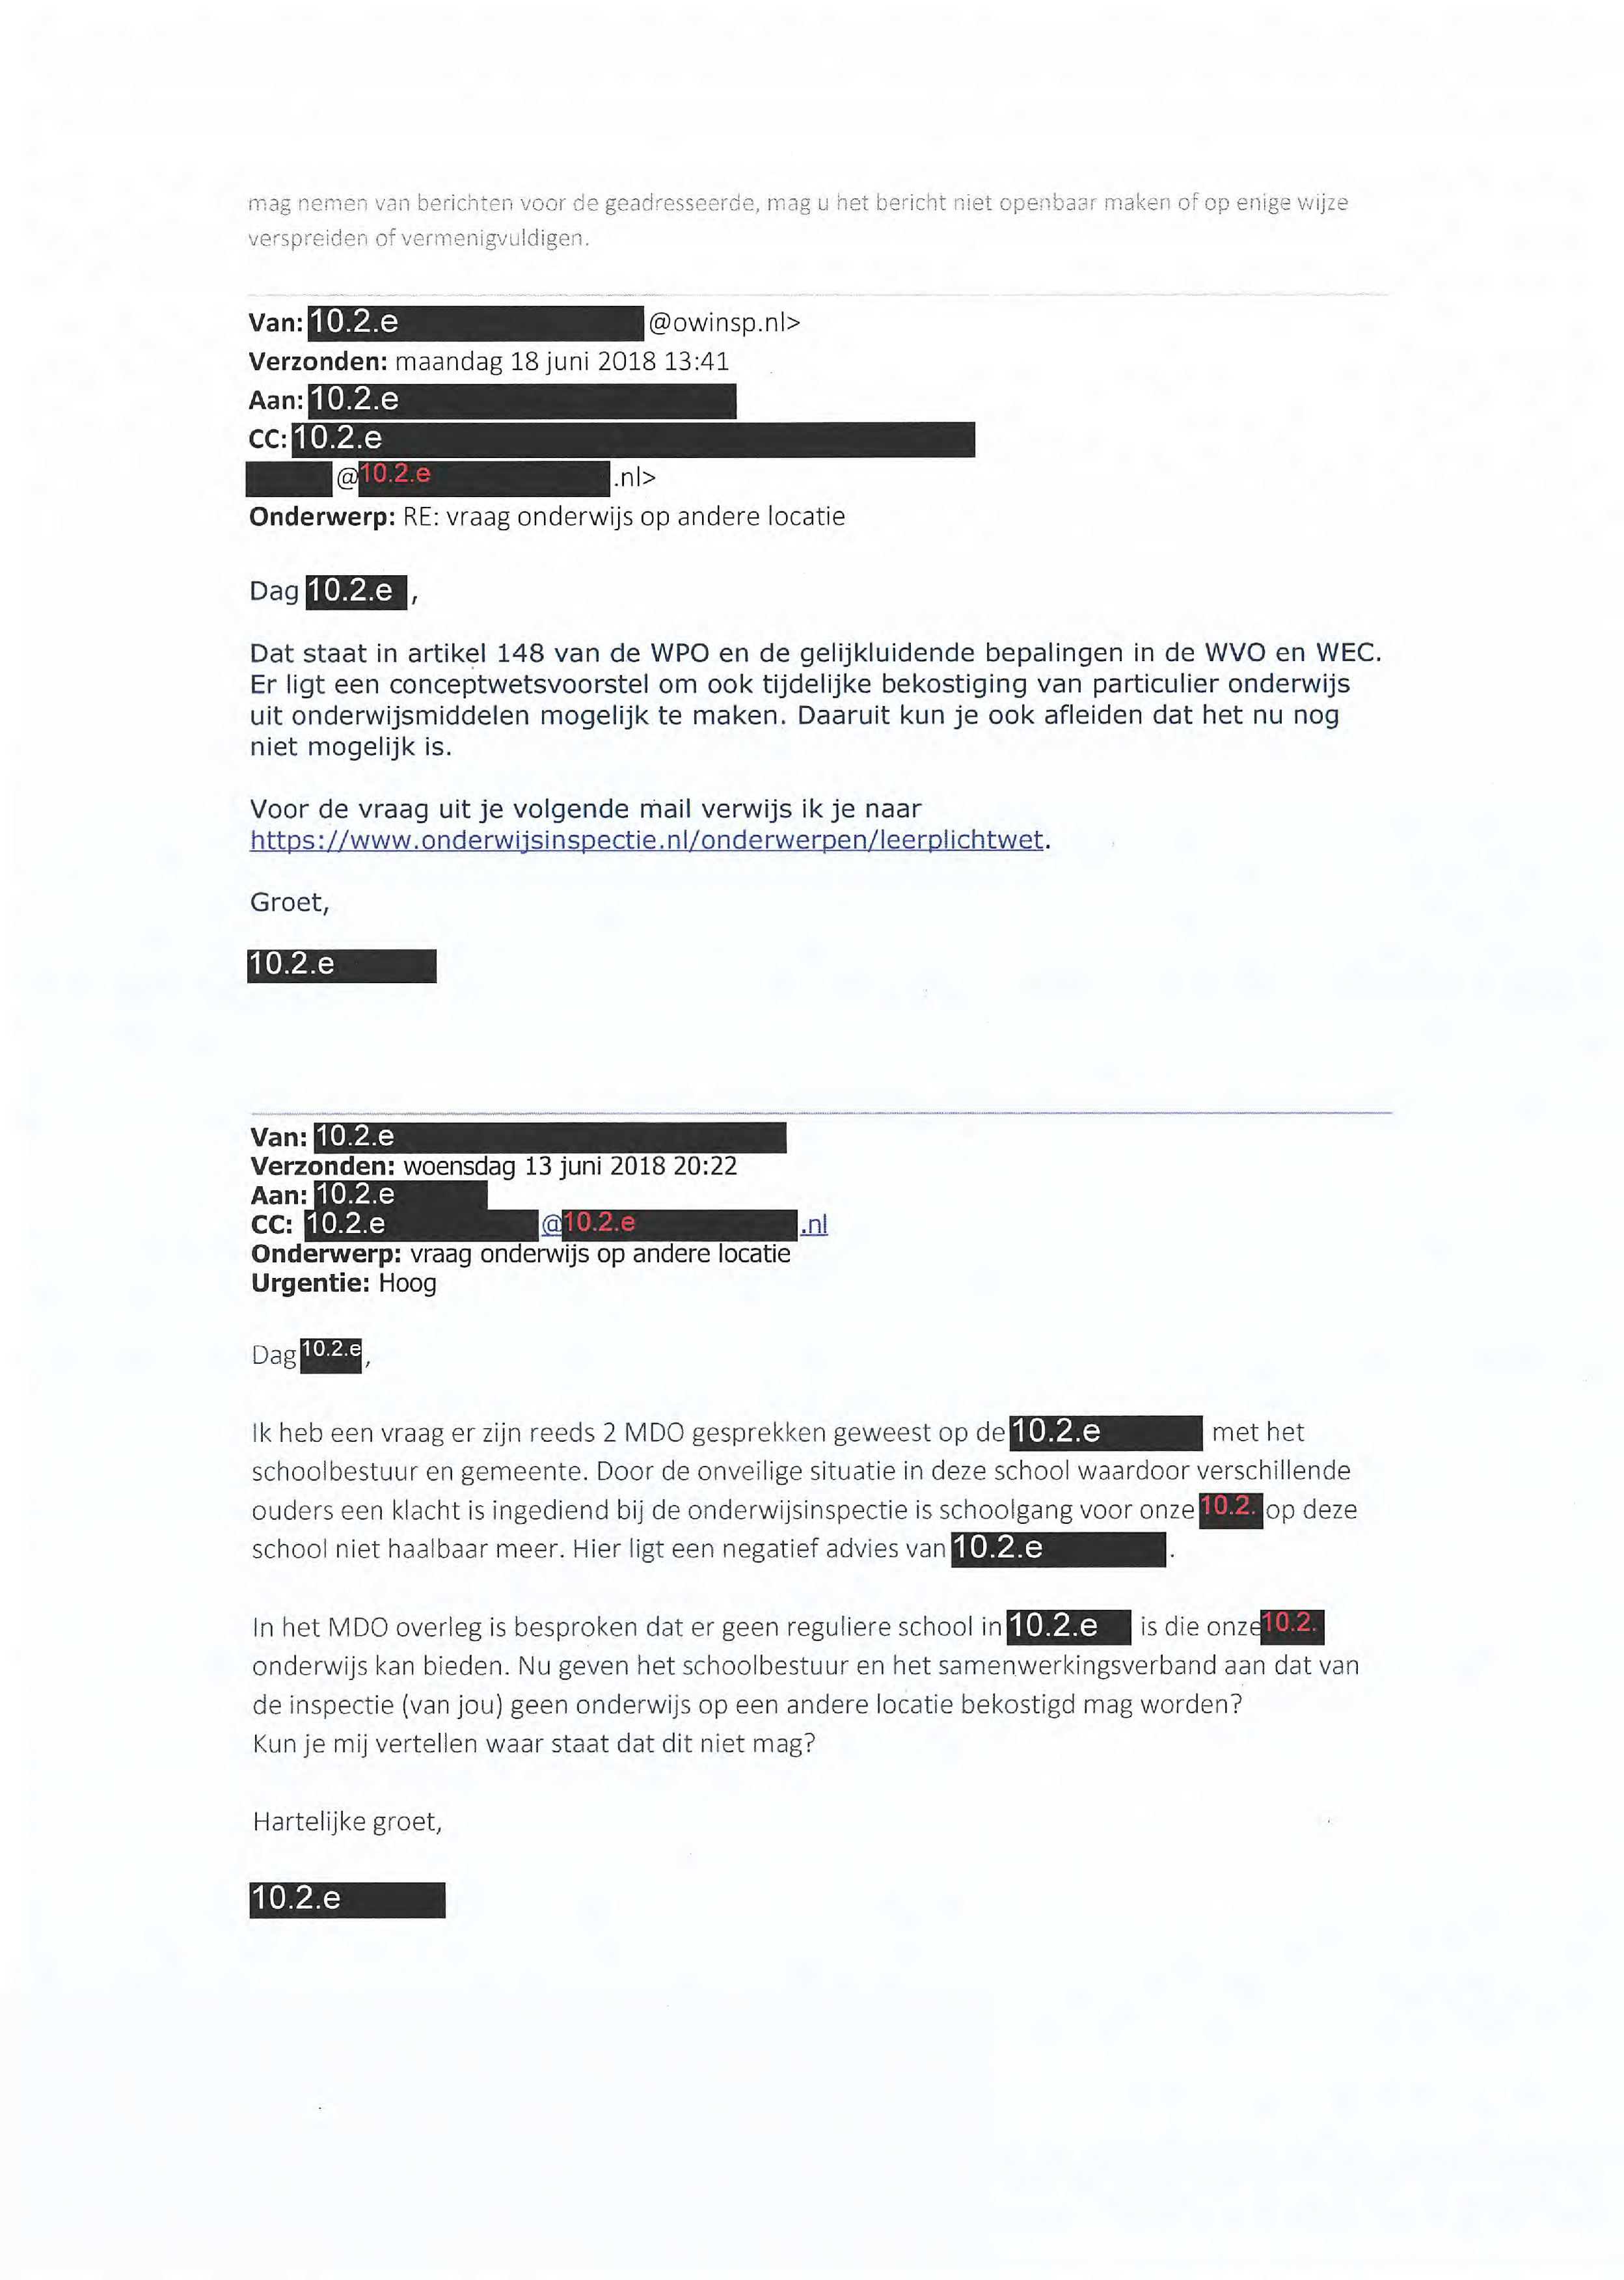 mag nemen van berichten voor de geadresseerde, mag u het bericht niet openbaar maken of op enige wijze
verspreiden of vermenigvuldigen.
Van: 10.2.e @owinsp.nl>
Verzonden: maandag 18 juni 2018 13:41
Aan: 10.2.e
CC: 10.2.e
@10.2.e .nl>
Onderwerp: RE: vraag onderwijs op andere locatie
Dag 10.2.e ,
Dat staat in artikel 148 van de WPO en de gelijkluidende bepalingen in de WVO en WEC.
Er ligt een conceptwetsvoorstel om ook tijdelijke bekostiging van particulier onderwijs
uit onderwijsmiddelen mogelijk te maken. Daaruit kun je ook afleiden dat het nu nog
niet mogelijk is.
Voor de vraag uit je volgende mail verwijs ik je naar
https://www.onderwijsinspectie.nl/onderwerpen/leerplichtwet.
Groet,
10.2.e
Van: 10.2.e
Verzonden: woensdag 13 juni 2018 20:22
Aan: 10.2.e
CC: 10.2.e @10.2.e .nl
Onderwerp: vraag onderwijs op andere locatie
Urgentie: Hoog
Dag 10.2.e,
Ik heb een vraag er zijn reeds 2 MDO gesprekken geweest op de 10.2.e met het
schoolbestuur en gemeente. Door de onveilige situatie in deze school waardoor verschillende
ouders een klacht is ingediend bij de onderwijsinspectie is schoolgang voor onze 10.2. op deze
school niet haalbaar meer. Hier ligt een negatief advies van 10.2.e .
In het MDO overleg is besproken dat er geen reguliere school in 10.2.e is die onze 10.2.
onderwijs kan bieden. Nu geven het schoolbestuur en het samenwerkingsverband aan dat van
de inspectie (van jou) geen onderwijs op een andere locatie bekostigd mag worden?
Kun je mij vertellen waar staat dat dit niet mag?
Hartelijke groet,
10.2.e